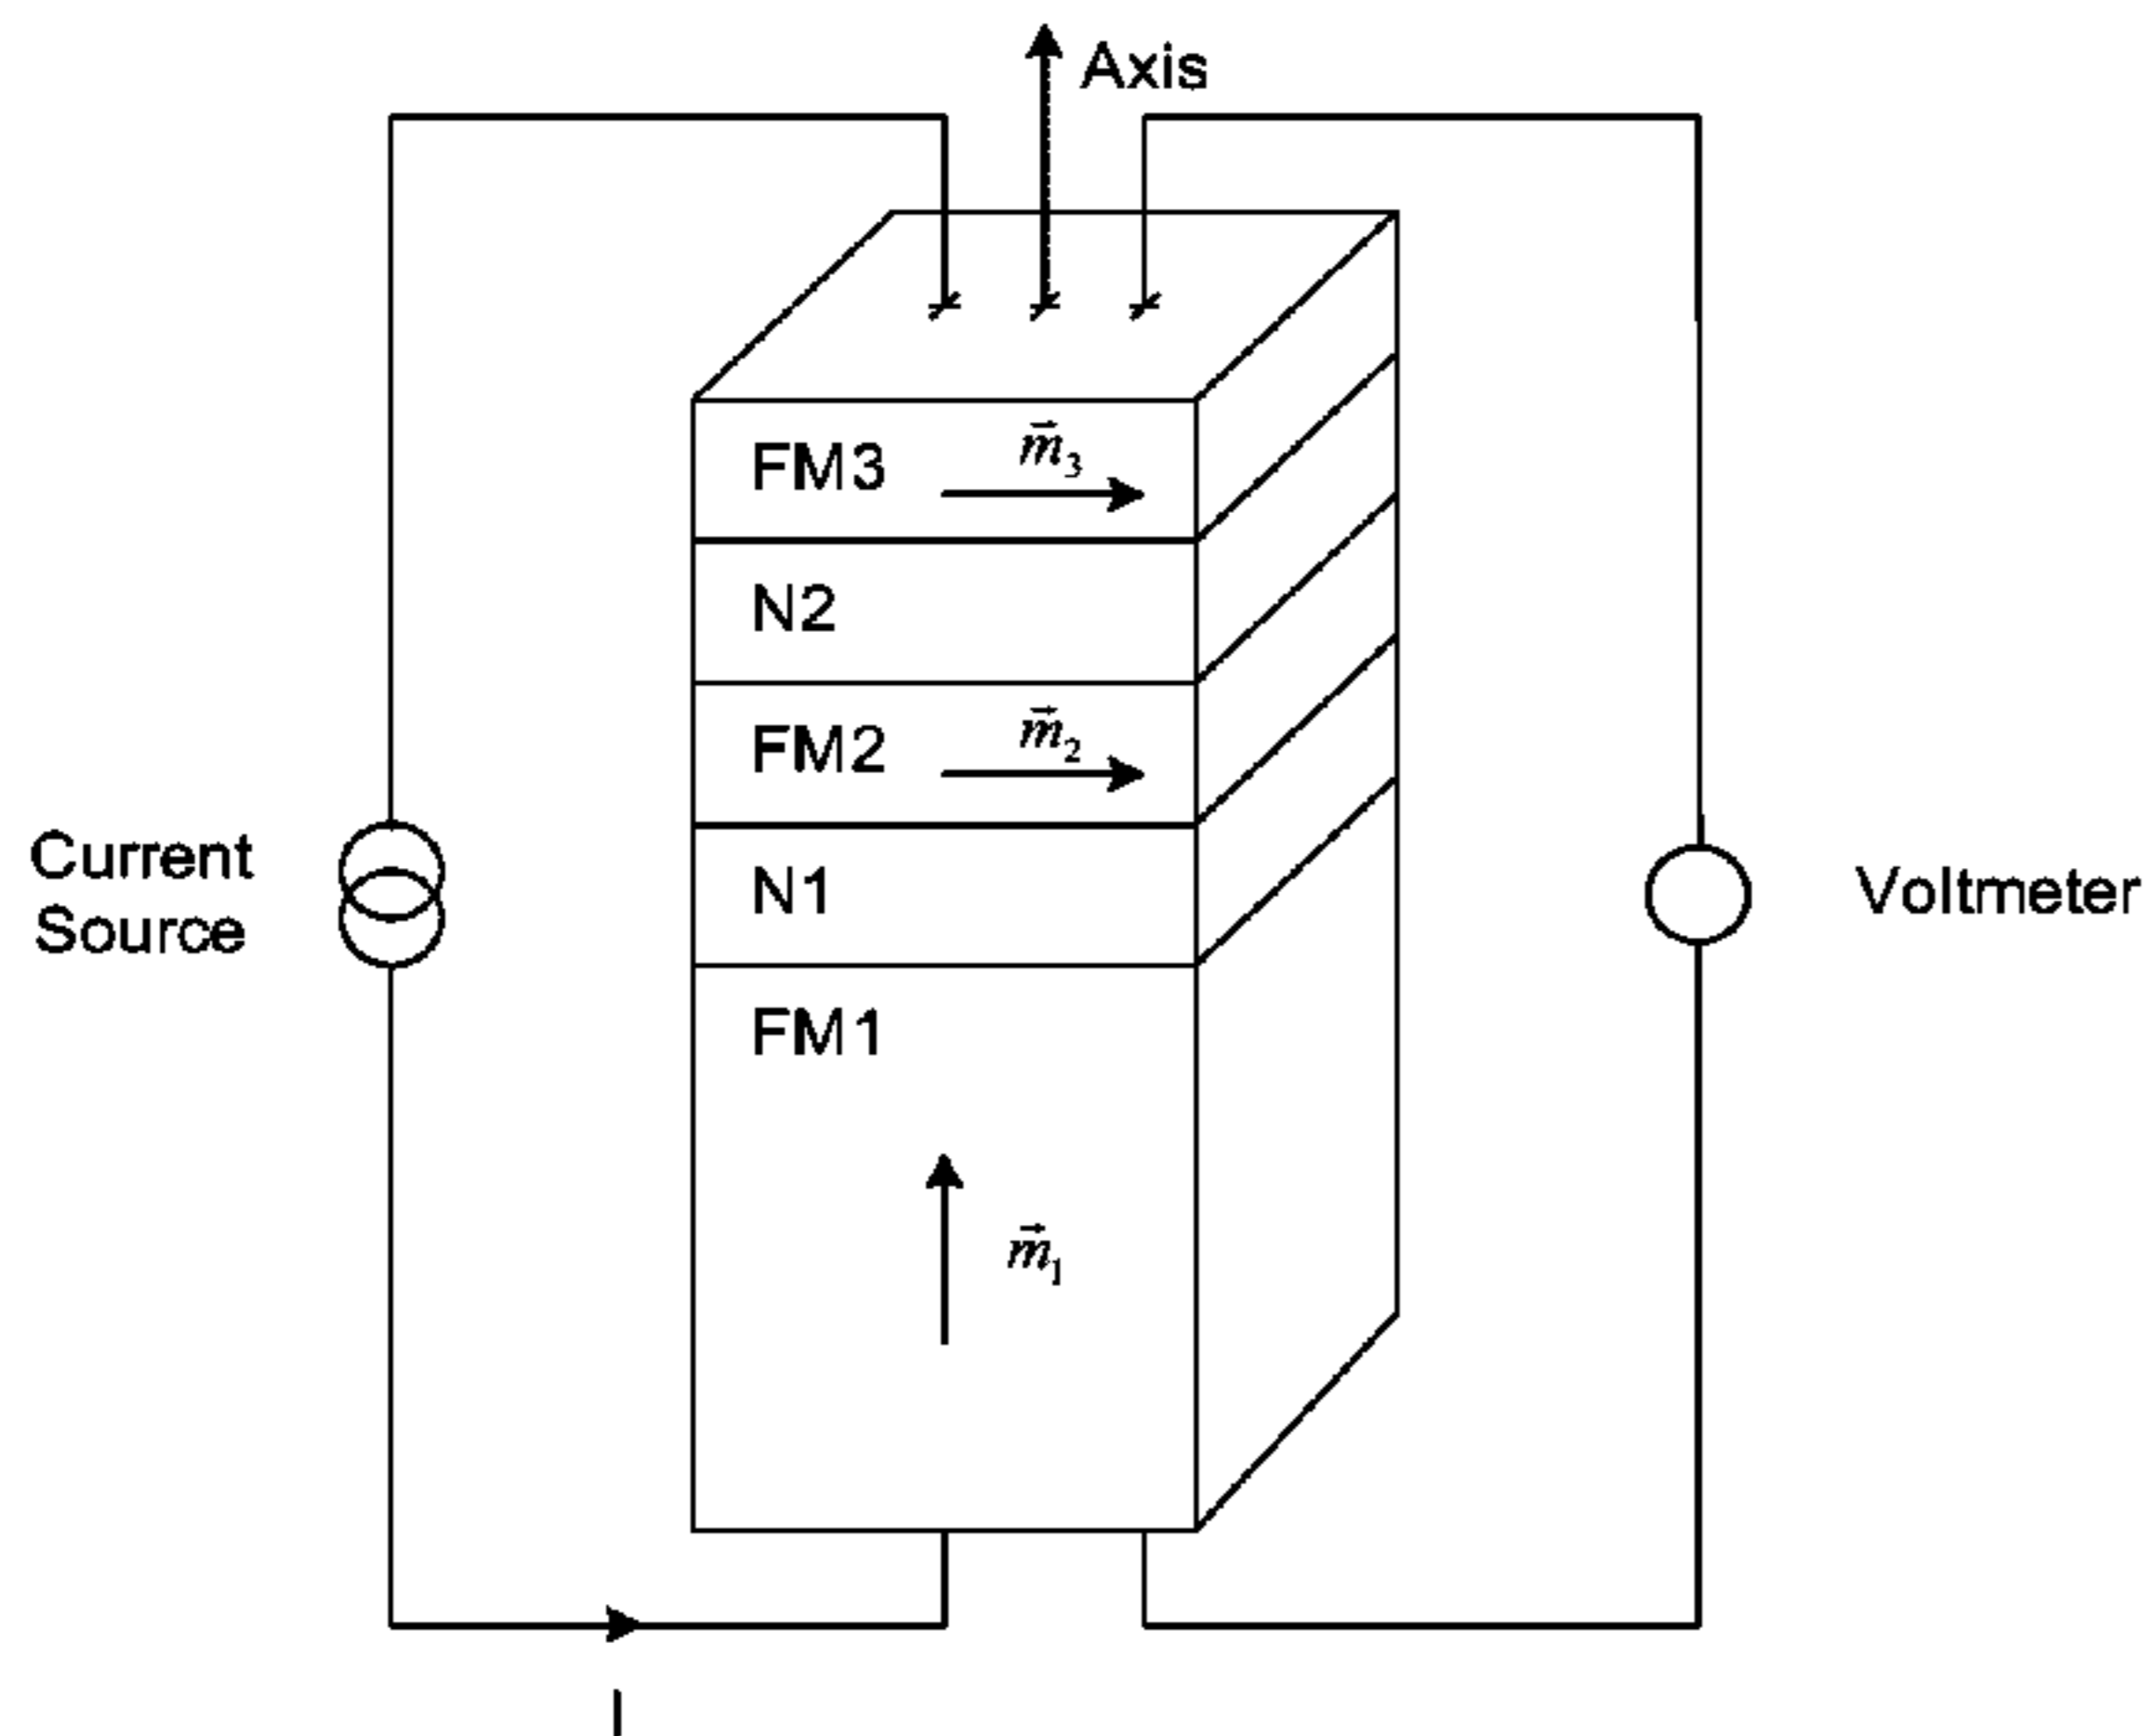 Axis
FM3
m⃗₃
N2
FM2
m⃗₂
N1
FM1
m⃗₁
Current
Source
Voltmeter
I